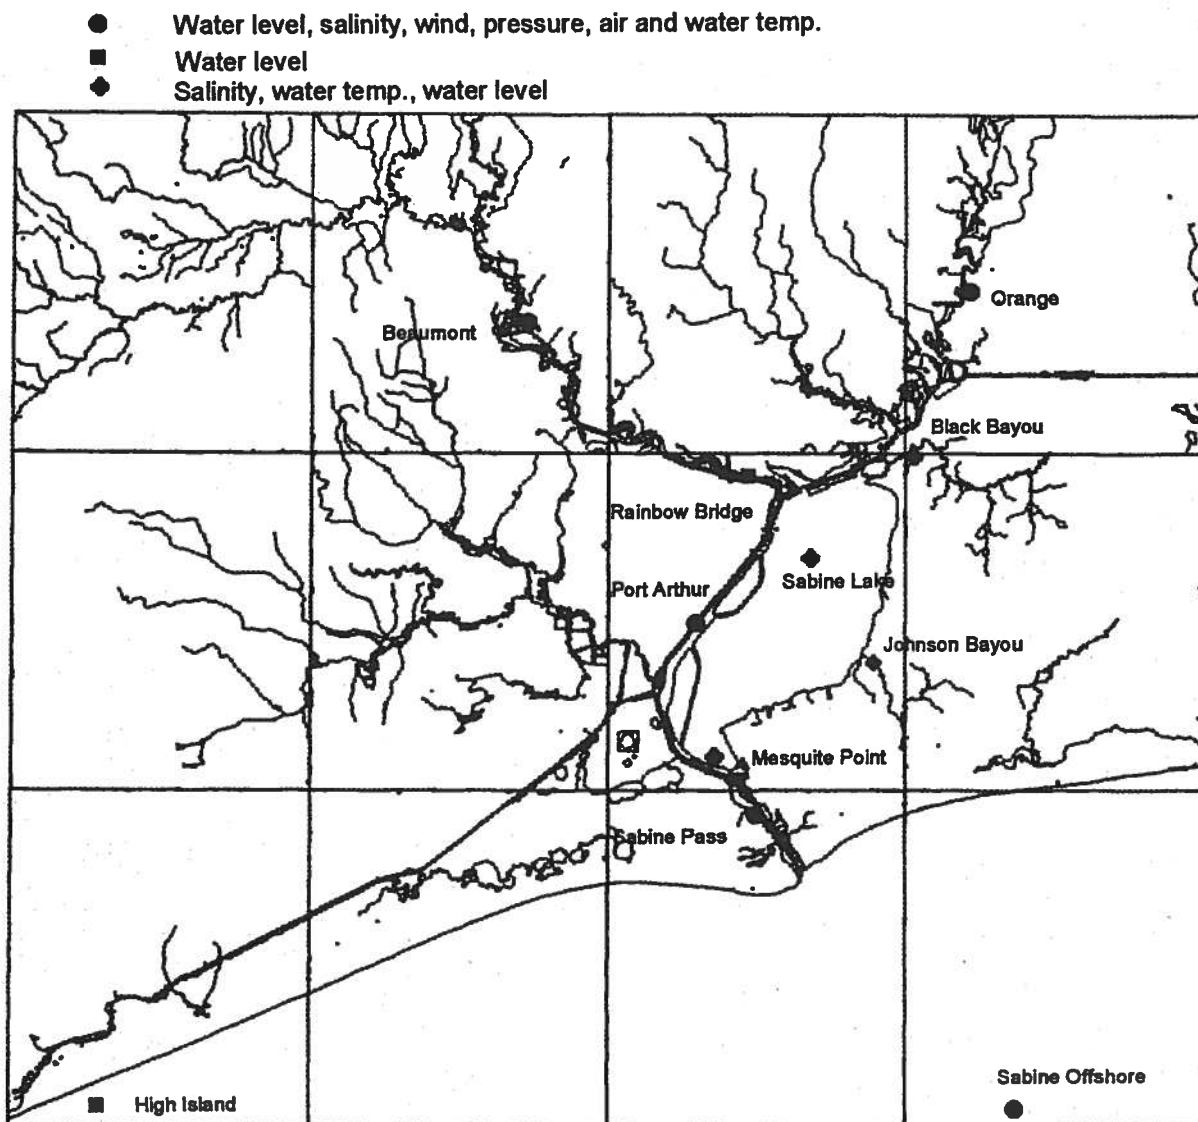 Water level, salinity, wind, pressure, air and water temp.
Water level
Salinity, water temp., water level
Orange
Beaumont
Black Bayou
Rainbow Bridge
Sabine Lake
Port Arthur
Johnson Bayou
Mesquite Point
Sabine Pass
Sabine Offshore
High Island